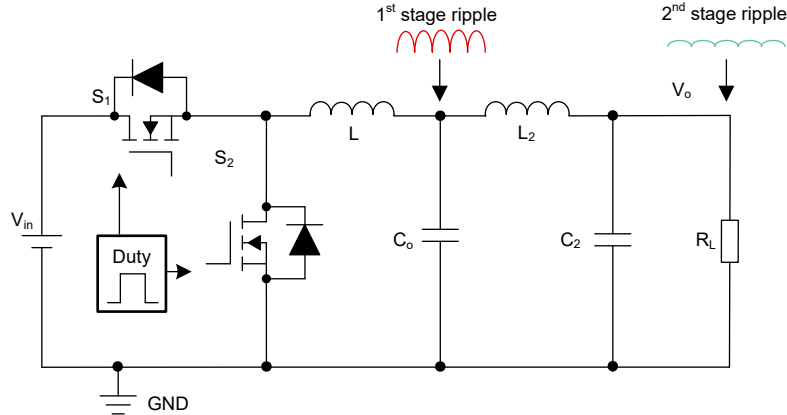 1st stage ripple
2nd stage ripple
S1
Vo
S2
L
L2
Vin
Duty
Co
C2
RL
GND